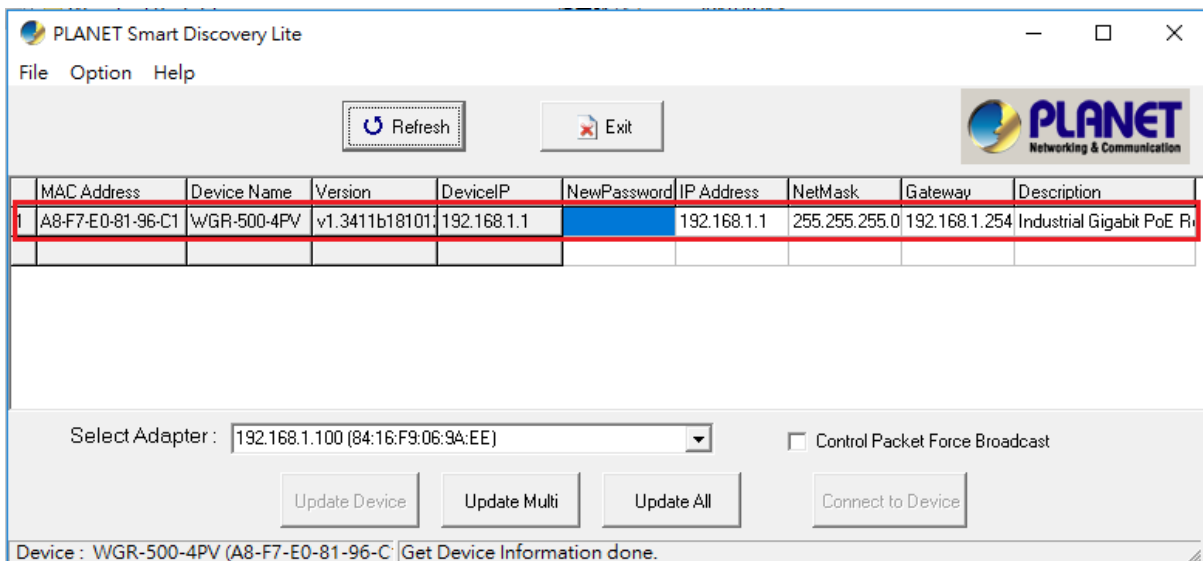 PLANET Smart Discovery Lite
File Option Help
Refresh Exit PLANET
Networking & Communication
MAC Address Device Name Version DeviceIP NewPassword IP Address NetMask Gateway Description
1 A8-F7-E0-81-96-C1 WGR-500-4PV v1.3411b18101 192.168.1.1 192.168.1.1 255.255.255.0 192.168.1.254 Industrial Gigabit PoE R
Select Adapter : 192.168.1.100 (84:16:F9:06:9A:EE) Control Packet Force Broadcast
Update Device Update Multi Update All Connect to Device
Device : WGR-500-4PV (A8-F7-E0-81-96-C Get Device Information done.